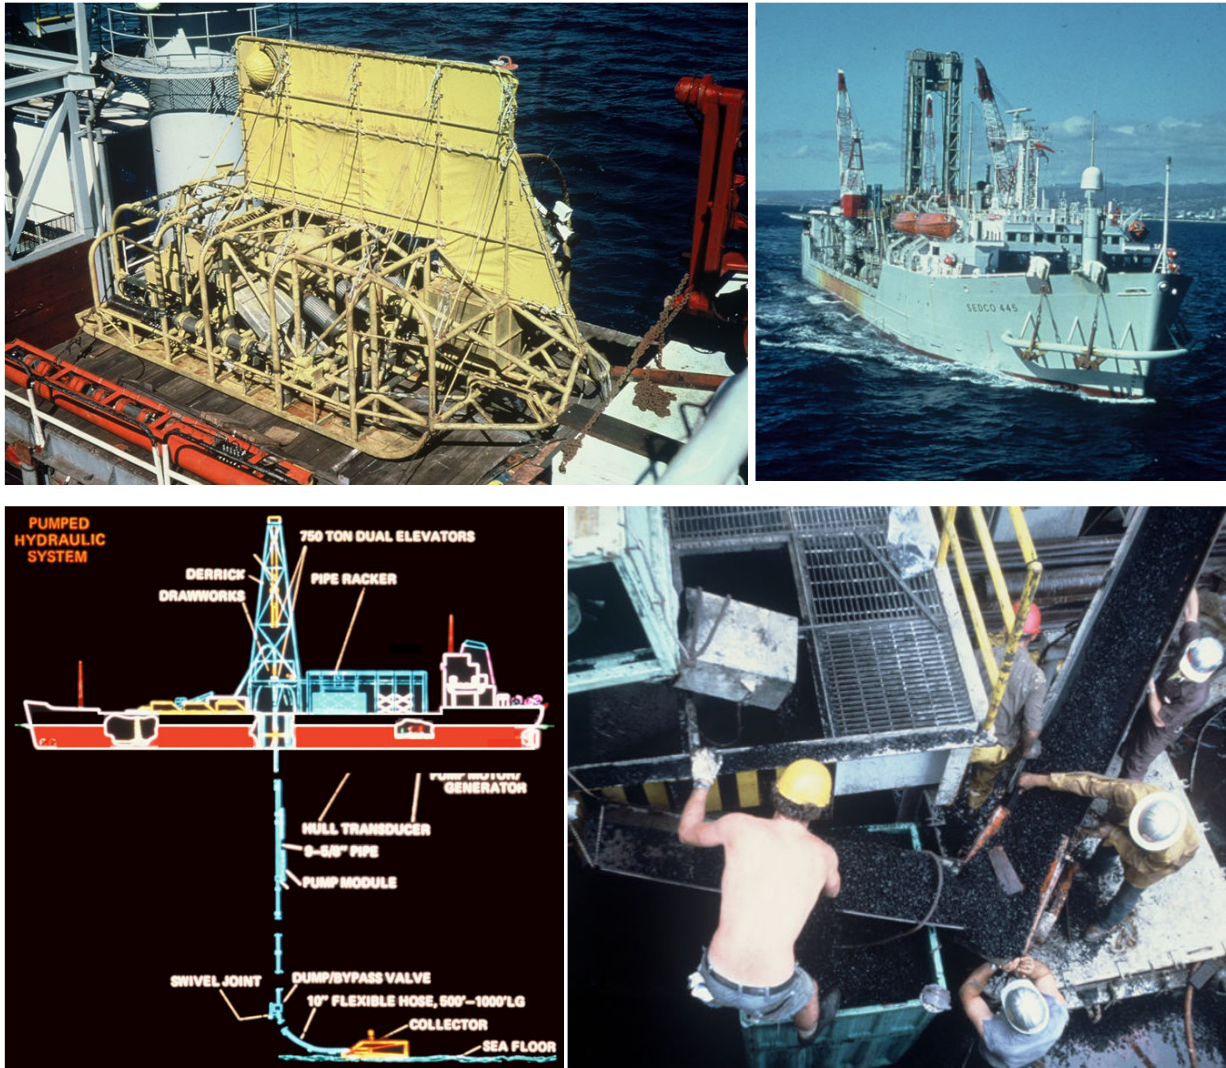 SEDCO 445
PUMPED
HYDRAULIC
SYSTEM
750 TON DUAL ELEVATORS
DERRICK
PIPE RACKER
DRAWWORKS
PUMP MOTOR/
GENERATOR
HULL TRANSDUCER
9-5/8" PIPE
PUMP MODULE
SWIVEL JOINT
DUMP/BYPASS VALVE
10" FLEXIBLE HOSE, 500'-1000'LG
COLLECTOR
SEA FLOOR